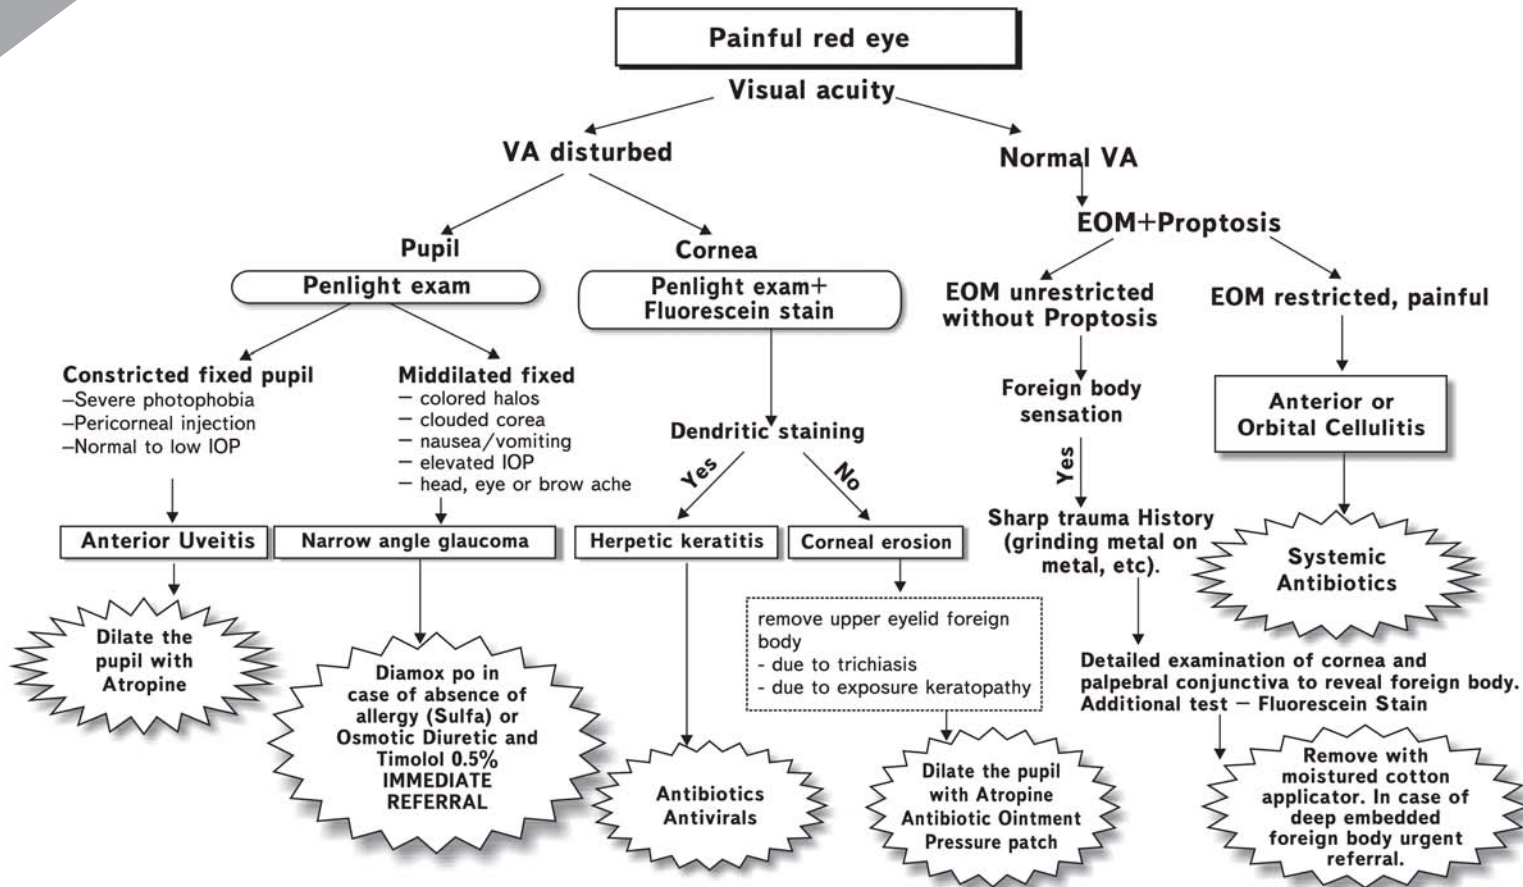 Painful red eye
Visual acuity
VA disturbed
Normal VA
EOM+Proptosis
Pupil
Penlight exam
Cornea
Penlight exam+
Fluorescein stain
EOM unrestricted
without Proptosis
EOM restricted, painful
Constricted fixed pupil
–Severe photophobia
–Pericorneal injection
–Normal to low IOP
Middilated fixed
– colored halos
– clouded corea
– nausea/vomiting
– elevated IOP
– head, eye or brow ache
Dendritic staining
Yes
No
Foreign body
sensation
Yes
Anterior or
Orbital Cellulitis
Sharp trauma History
(grinding metal on
metal, etc).
Anterior Uveitis
Narrow angle glaucoma
Herpetic keratitis
Corneal erosion
Systemic
Antibiotics
Dilate the
pupil with
Atropine
Diamox po in
case of absence of
allergy (Sulfa) or
Osmotic Diuretic and
Timolol 0.5%
IMMEDIATE
REFERRAL
remove upper eyelid foreign
body
- due to trichiasis
- due to exposure keratopathy
Detailed examination of cornea and
palpebral conjunctiva to reveal foreign body.
Additional test – Fluorescein Stain
Antibiotics
Antivirals
Dilate the pupil
with Atropine
Antibiotic Ointment
Pressure patch
Remove with
moistured cotton
applicator. In case of
deep embedded
foreign body urgent
referral.